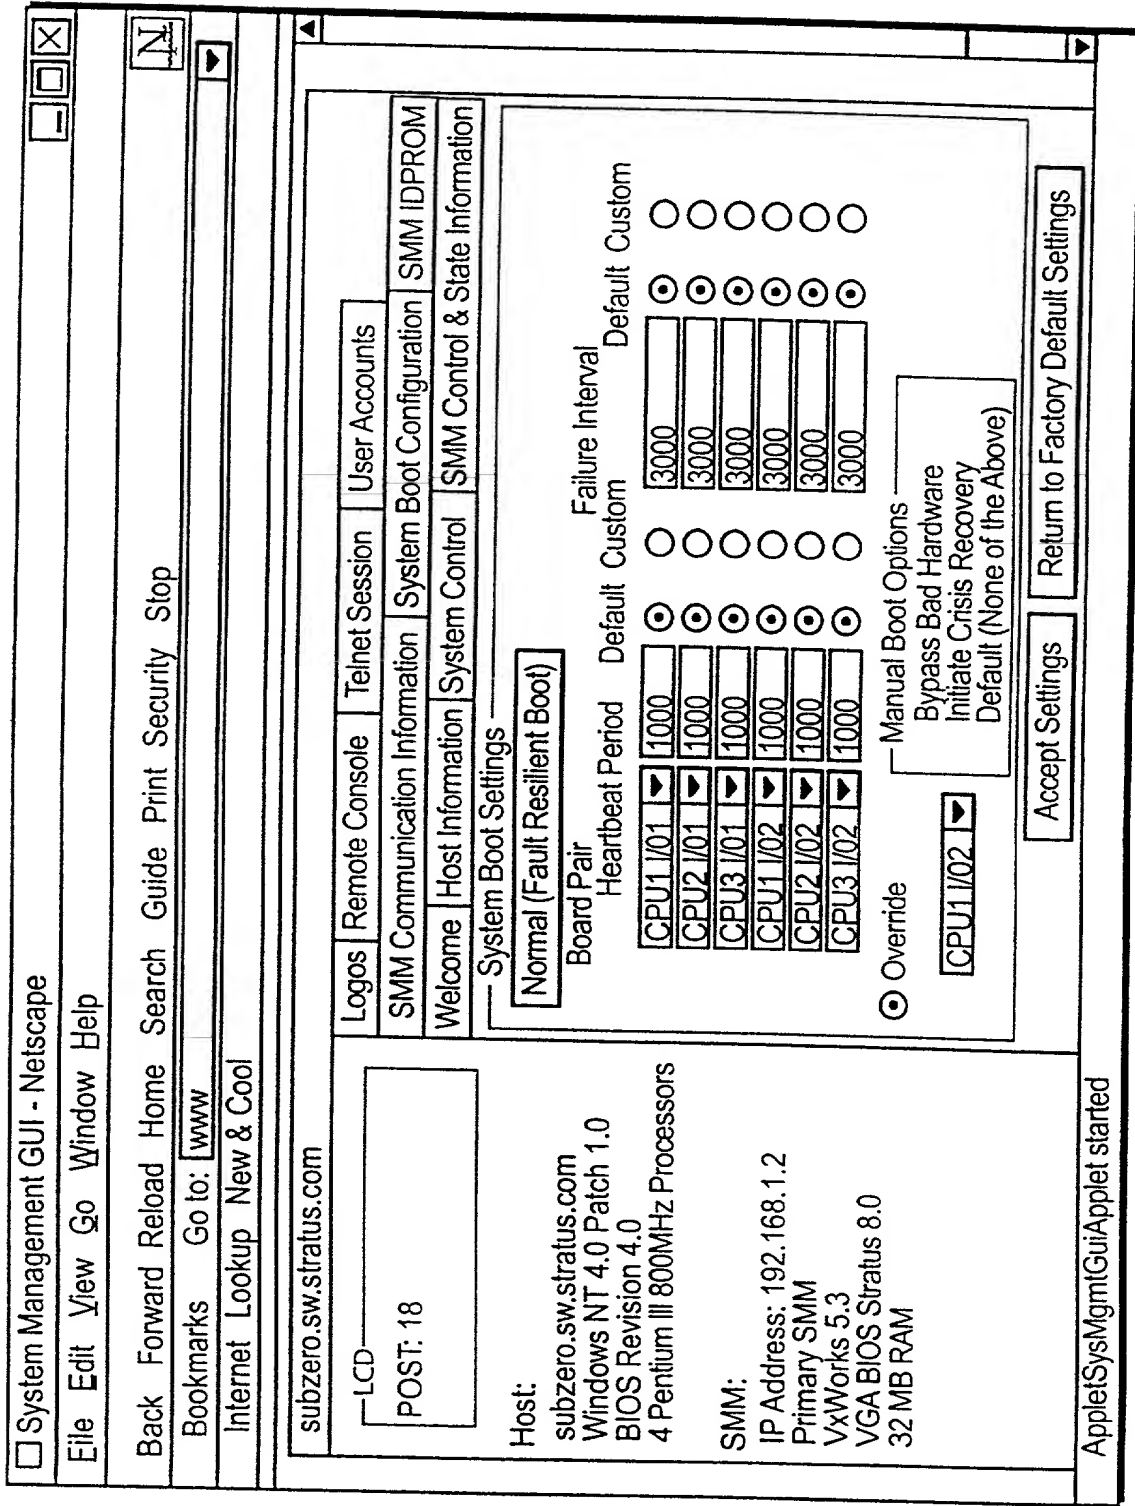 System Management GUI - Netscape
File Edit View Go Window Help
Back Forward Reload Home Search Guide Print Security Stop
N
Bookmarks Go to: www
Internet Lookup New & Cool
subzero.sw.stratus.com
LCD
POST: 18
Host:
subzero.sw.stratus.com
Windows NT 4.0 Patch 1.0
BIOS Revision 4.0
4 Pentium III 800MHz Processors
SMM:
IP Address: 192.168.1.2
Primary SMM
VxWorks 5.3
VGA BIOS Stratus 8.0
32 MB RAM
Logos Remote Console Telnet Session User Accounts
SMM Communication Information System Boot Configuration SMM IDPROM
Welcome Host Information System Control SMM Control & State Information
System Boot Settings
Normal (Fault Resilient Boot)
Board Pair
Heartbeat Period Default Custom Failure Interval Default Custom
CPU1 I/01 1000 3000
CPU2 I/01 1000 3000
CPU3 I/01 1000 3000
CPU1 I/02 1000 3000
CPU2 I/02 1000 3000
CPU3 I/02 1000 3000
Override
CPU1 I/02
Manual Boot Options
Bypass Bad Hardware
Initiate Crisis Recovery
Default (None of the Above)
Accept Settings Return to Factory Default Settings
AppletSysMgmtGuiApplet started